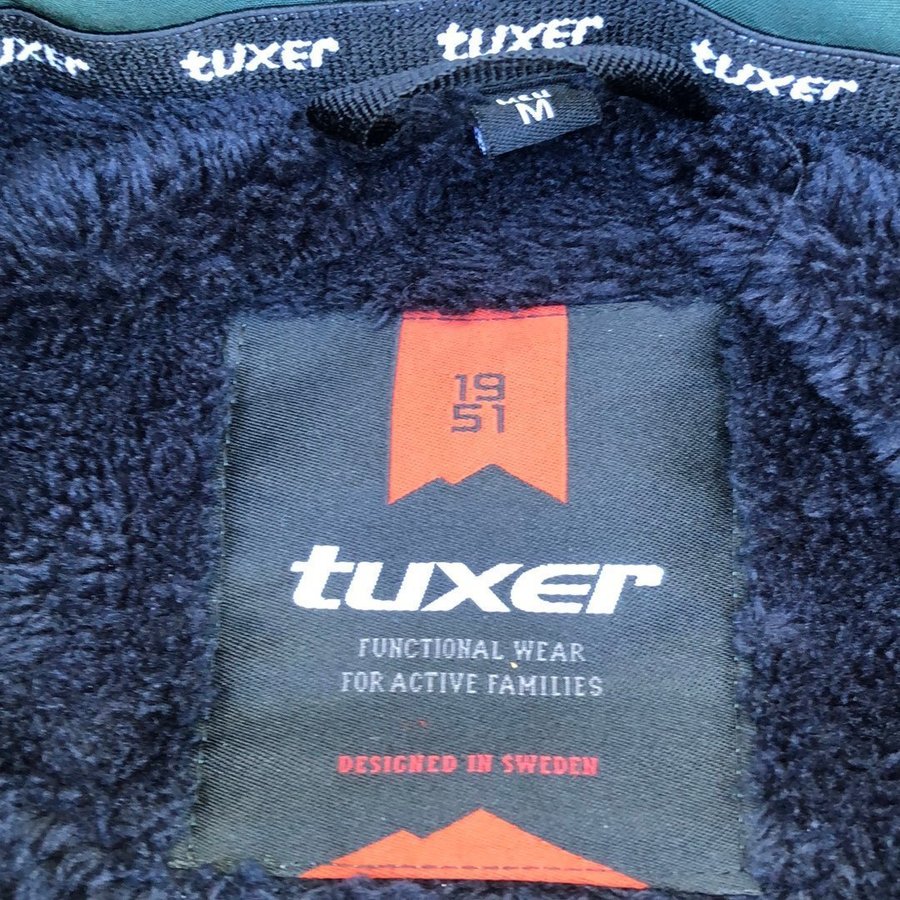 tuxer tuxer tuxer tuxer
M
19
51
tuxer
FUNCTIONAL WEAR
FOR ACTIVE FAMILIES
DESIGNED IN SWEDEN